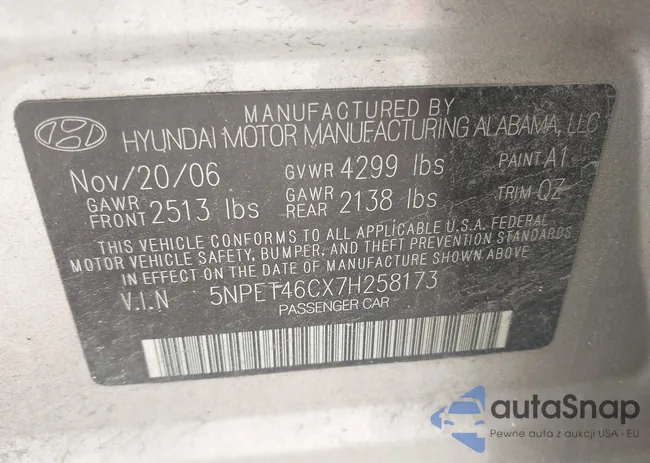 MANUFACTURED BY
HYUNDAI MOTOR MANUFACTURING ALABAMA, LLC
Nov/20/06 GVWR 4299 lbs PAINT A1
GAWR FRONT 2513 lbs GAWR REAR 2138 lbs TRIM QZ
THIS VEHICLE CONFORMS TO ALL APPLICABLE U.S.A. FEDERAL
MOTOR VEHICLE SAFETY, BUMPER, AND THEFT PREVENTION STANDARDS
IN EFFECT ON THE DATE OF MANUFACTURE SHOWN ABOVE.
V.I.N 5NPET46CX7H258173
PASSENGER CAR
autaSnap
Pewne auta z aukcji USA i EU